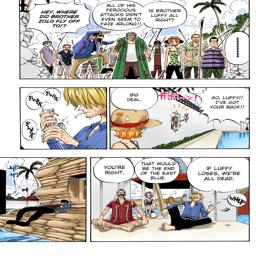 HEY, WHERE
DID BROTHER
ZOLO FLY OFF
TO!?
ALL OF HIS
FEROCIOUS
ATTACKS DIDN'T
EVEN SEEM TO
FAZE ARLONG!!..
IS BROTHER
LUFFY ALL
RIGHT?
BIG
DEAL.
GO, LUFFY!!
I'VE GOT
YOUR BACK!!
YOU'RE
RIGHT.
THAT WOULD
BE THE END
OF THE EAST
BLUE.
IF LUFFY
LOSES, WE'RE
ALL DEAD.